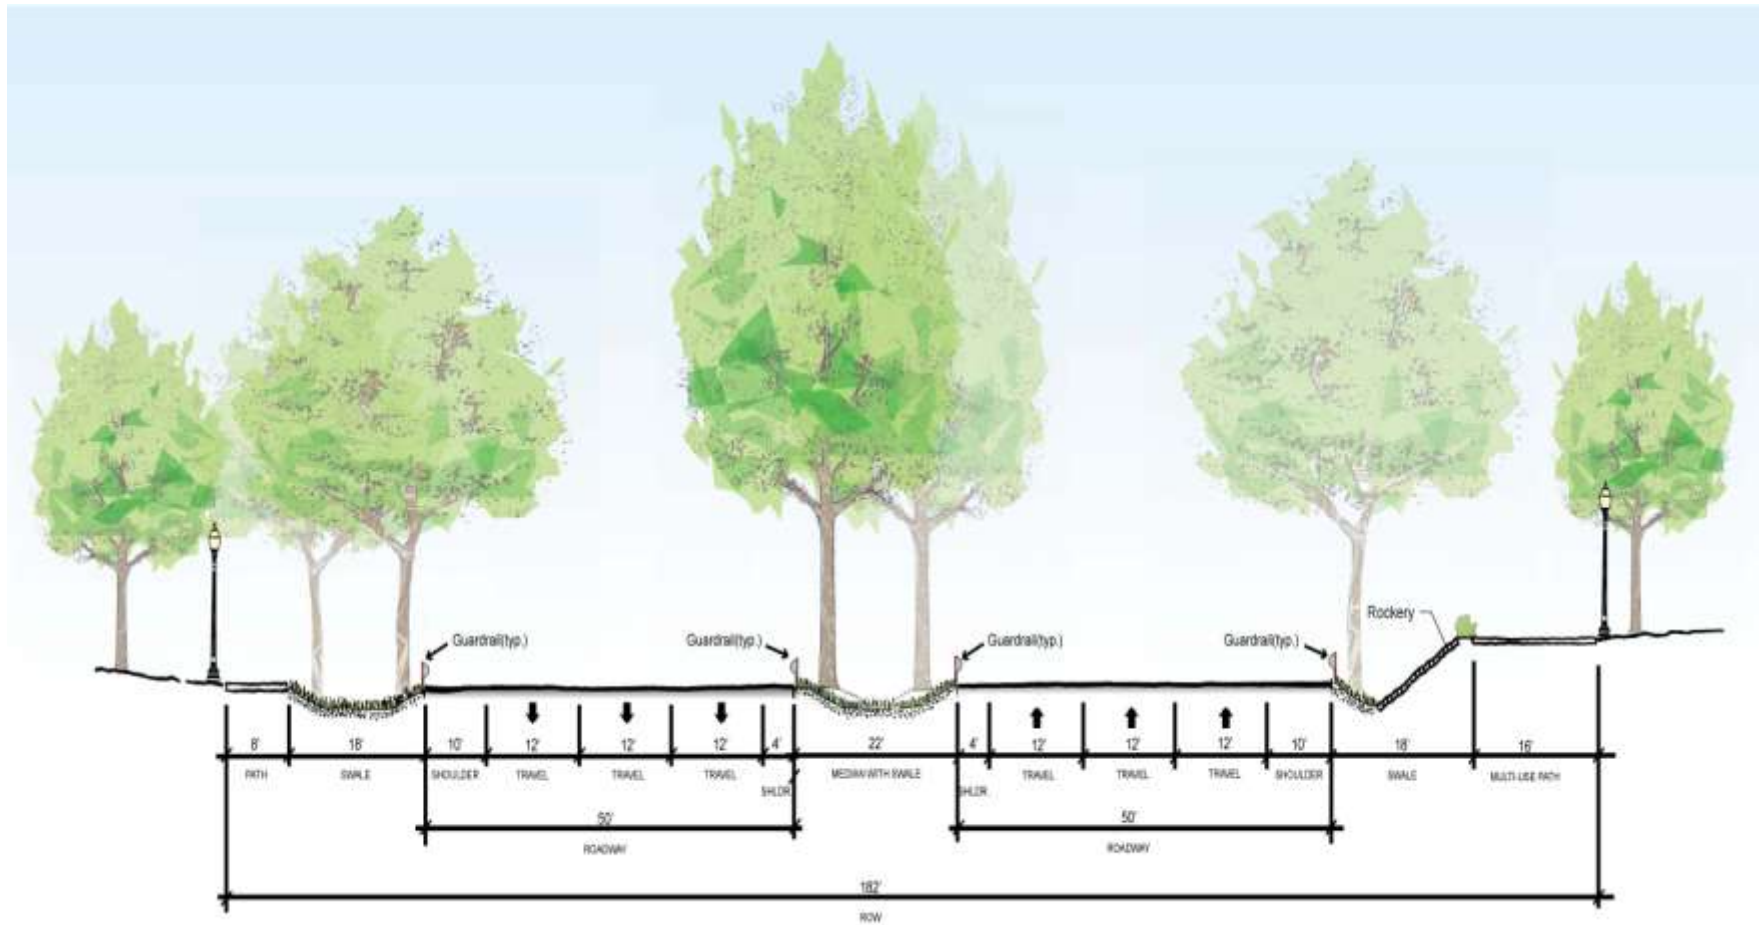 Rockery
Guardrail(typ.) Guardrail(typ.) Guardrail(typ.) Guardrail(typ.)
8' 18' 10' 12' 12' 12' 4' 22' 4' 12' 12' 12' 10' 18' 16'
PATH SWALE SHOULDER TRAVEL TRAVEL TRAVEL MEDIAN WITH SWALE TRAVEL TRAVEL TRAVEL SHOULDER SWALE MULTI-USE PATH
SHLDR SHLDR
50' 50'
ROADWAY ROADWAY
182'
ROW